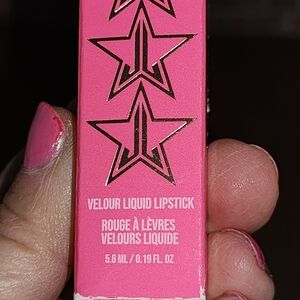 VELOUR LIQUID LIPSTICK
ROUGE À LÈVRES
VELOURS LIQUIDE
5.6 ML / 0.19 FL. OZ